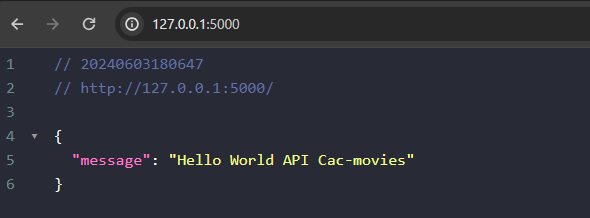 127.0.0.1:5000
1 // 20240603180647
2 // http://127.0.0.1:5000/
3
4 {
5 "message": "Hello World API Cac-movies"
6 }